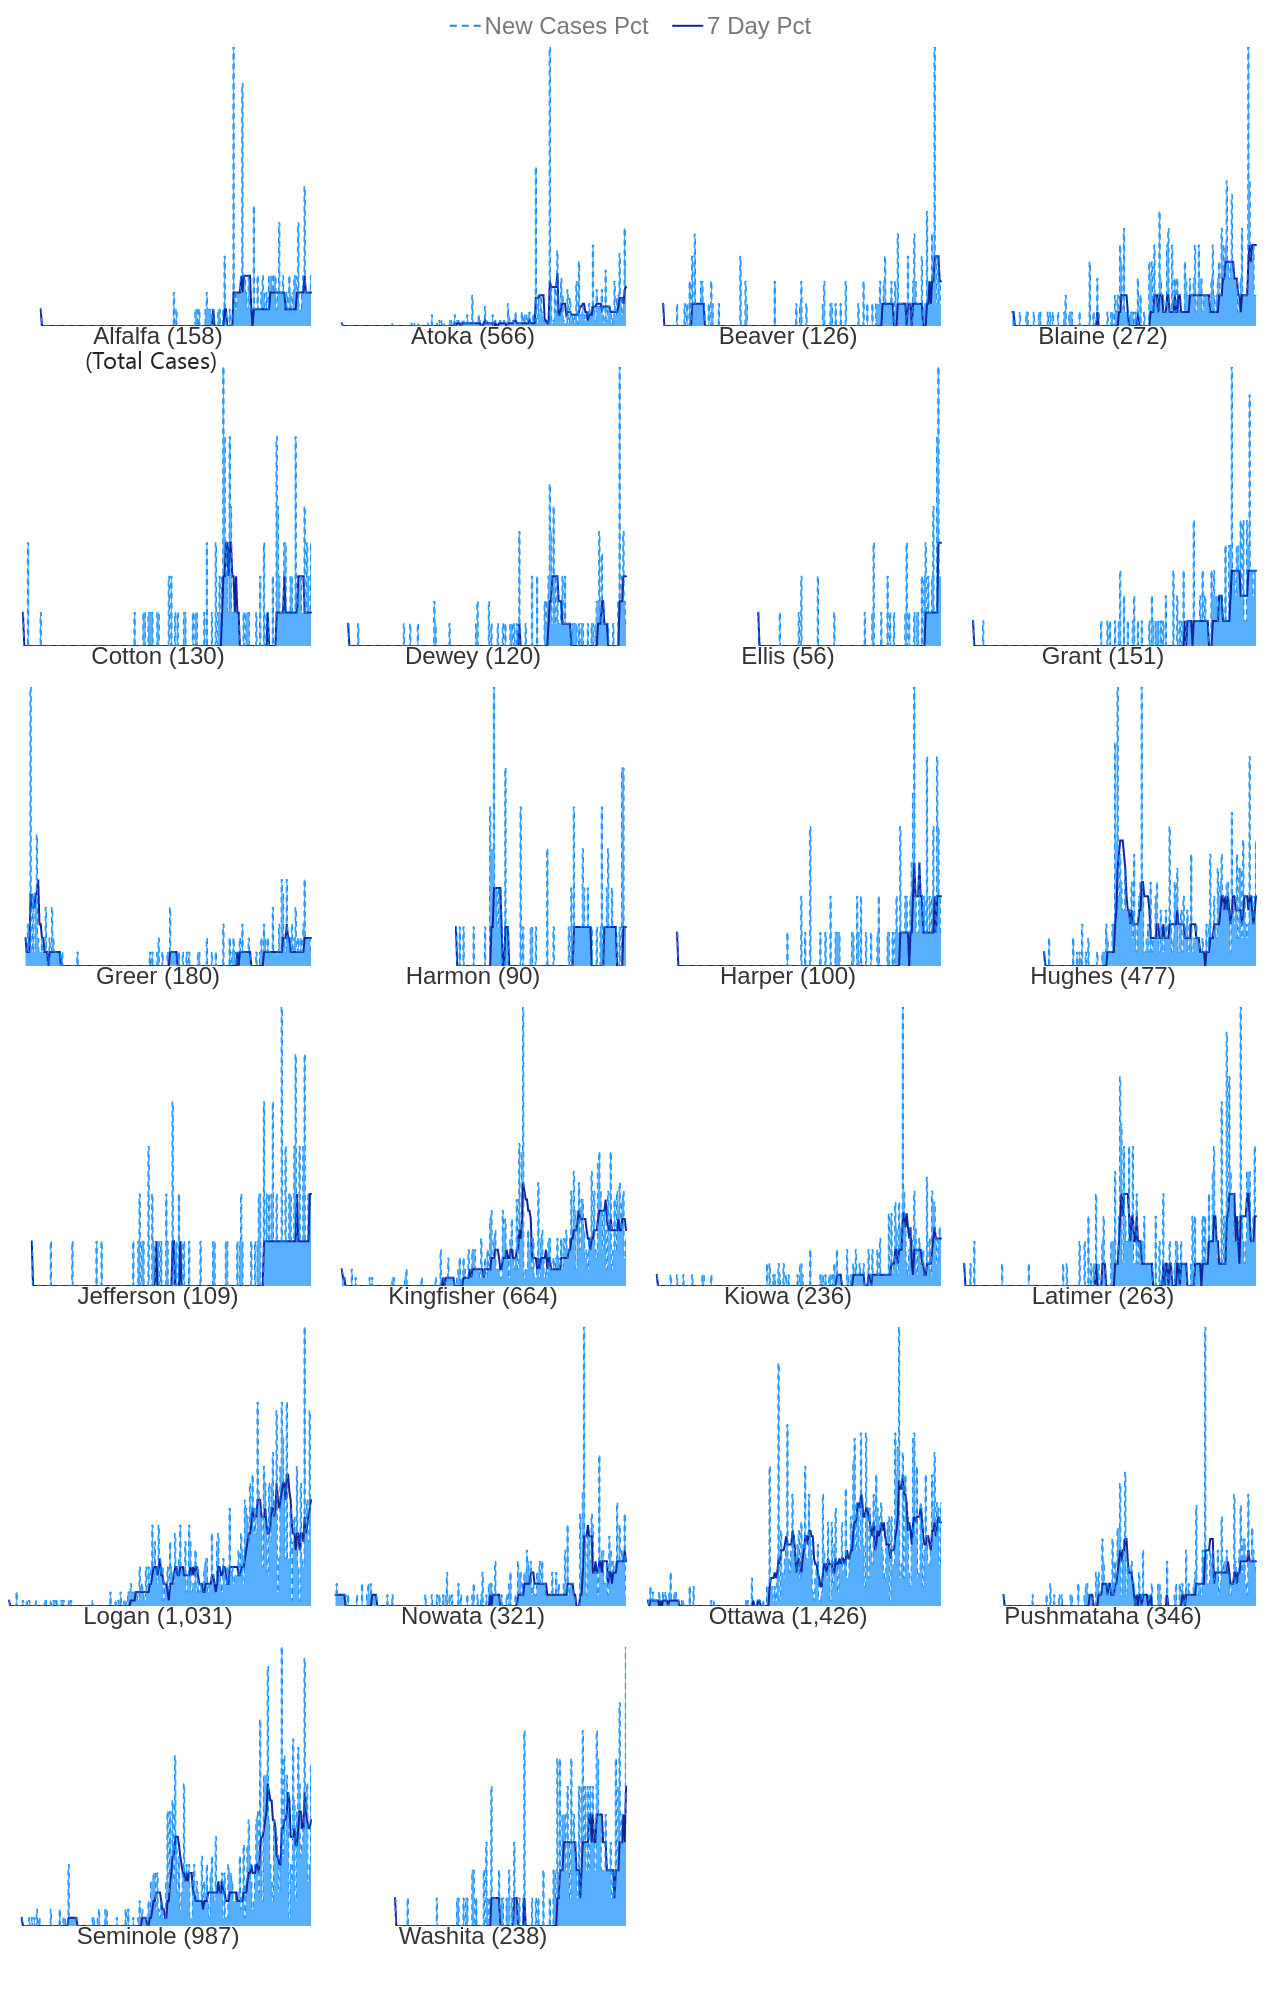 New Cases Pct 7 Day Pct
Alfalfa (158) Atoka (566) Beaver (126) Blaine (272)
(Total Cases)
Cotton (130) Dewey (120) Ellis (56) Grant (151)
Greer (180) Harmon (90) Harper (100) Hughes (477)
Jefferson (109) Kingfisher (664) Kiowa (236) Latimer (263)
Logan (1,031) Nowata (321) Ottawa (1,426) Pushmataha (346)
Seminole (987) Washita (238)